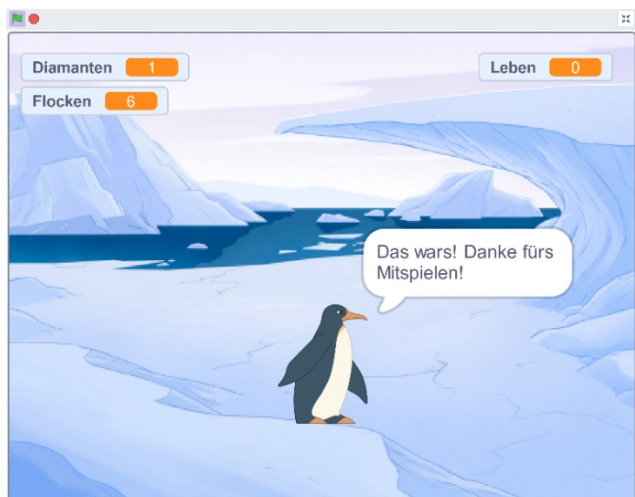 Diamanten 1
Leben 0
Flocken 6
Das wars! Danke fürs
Mitspielen!